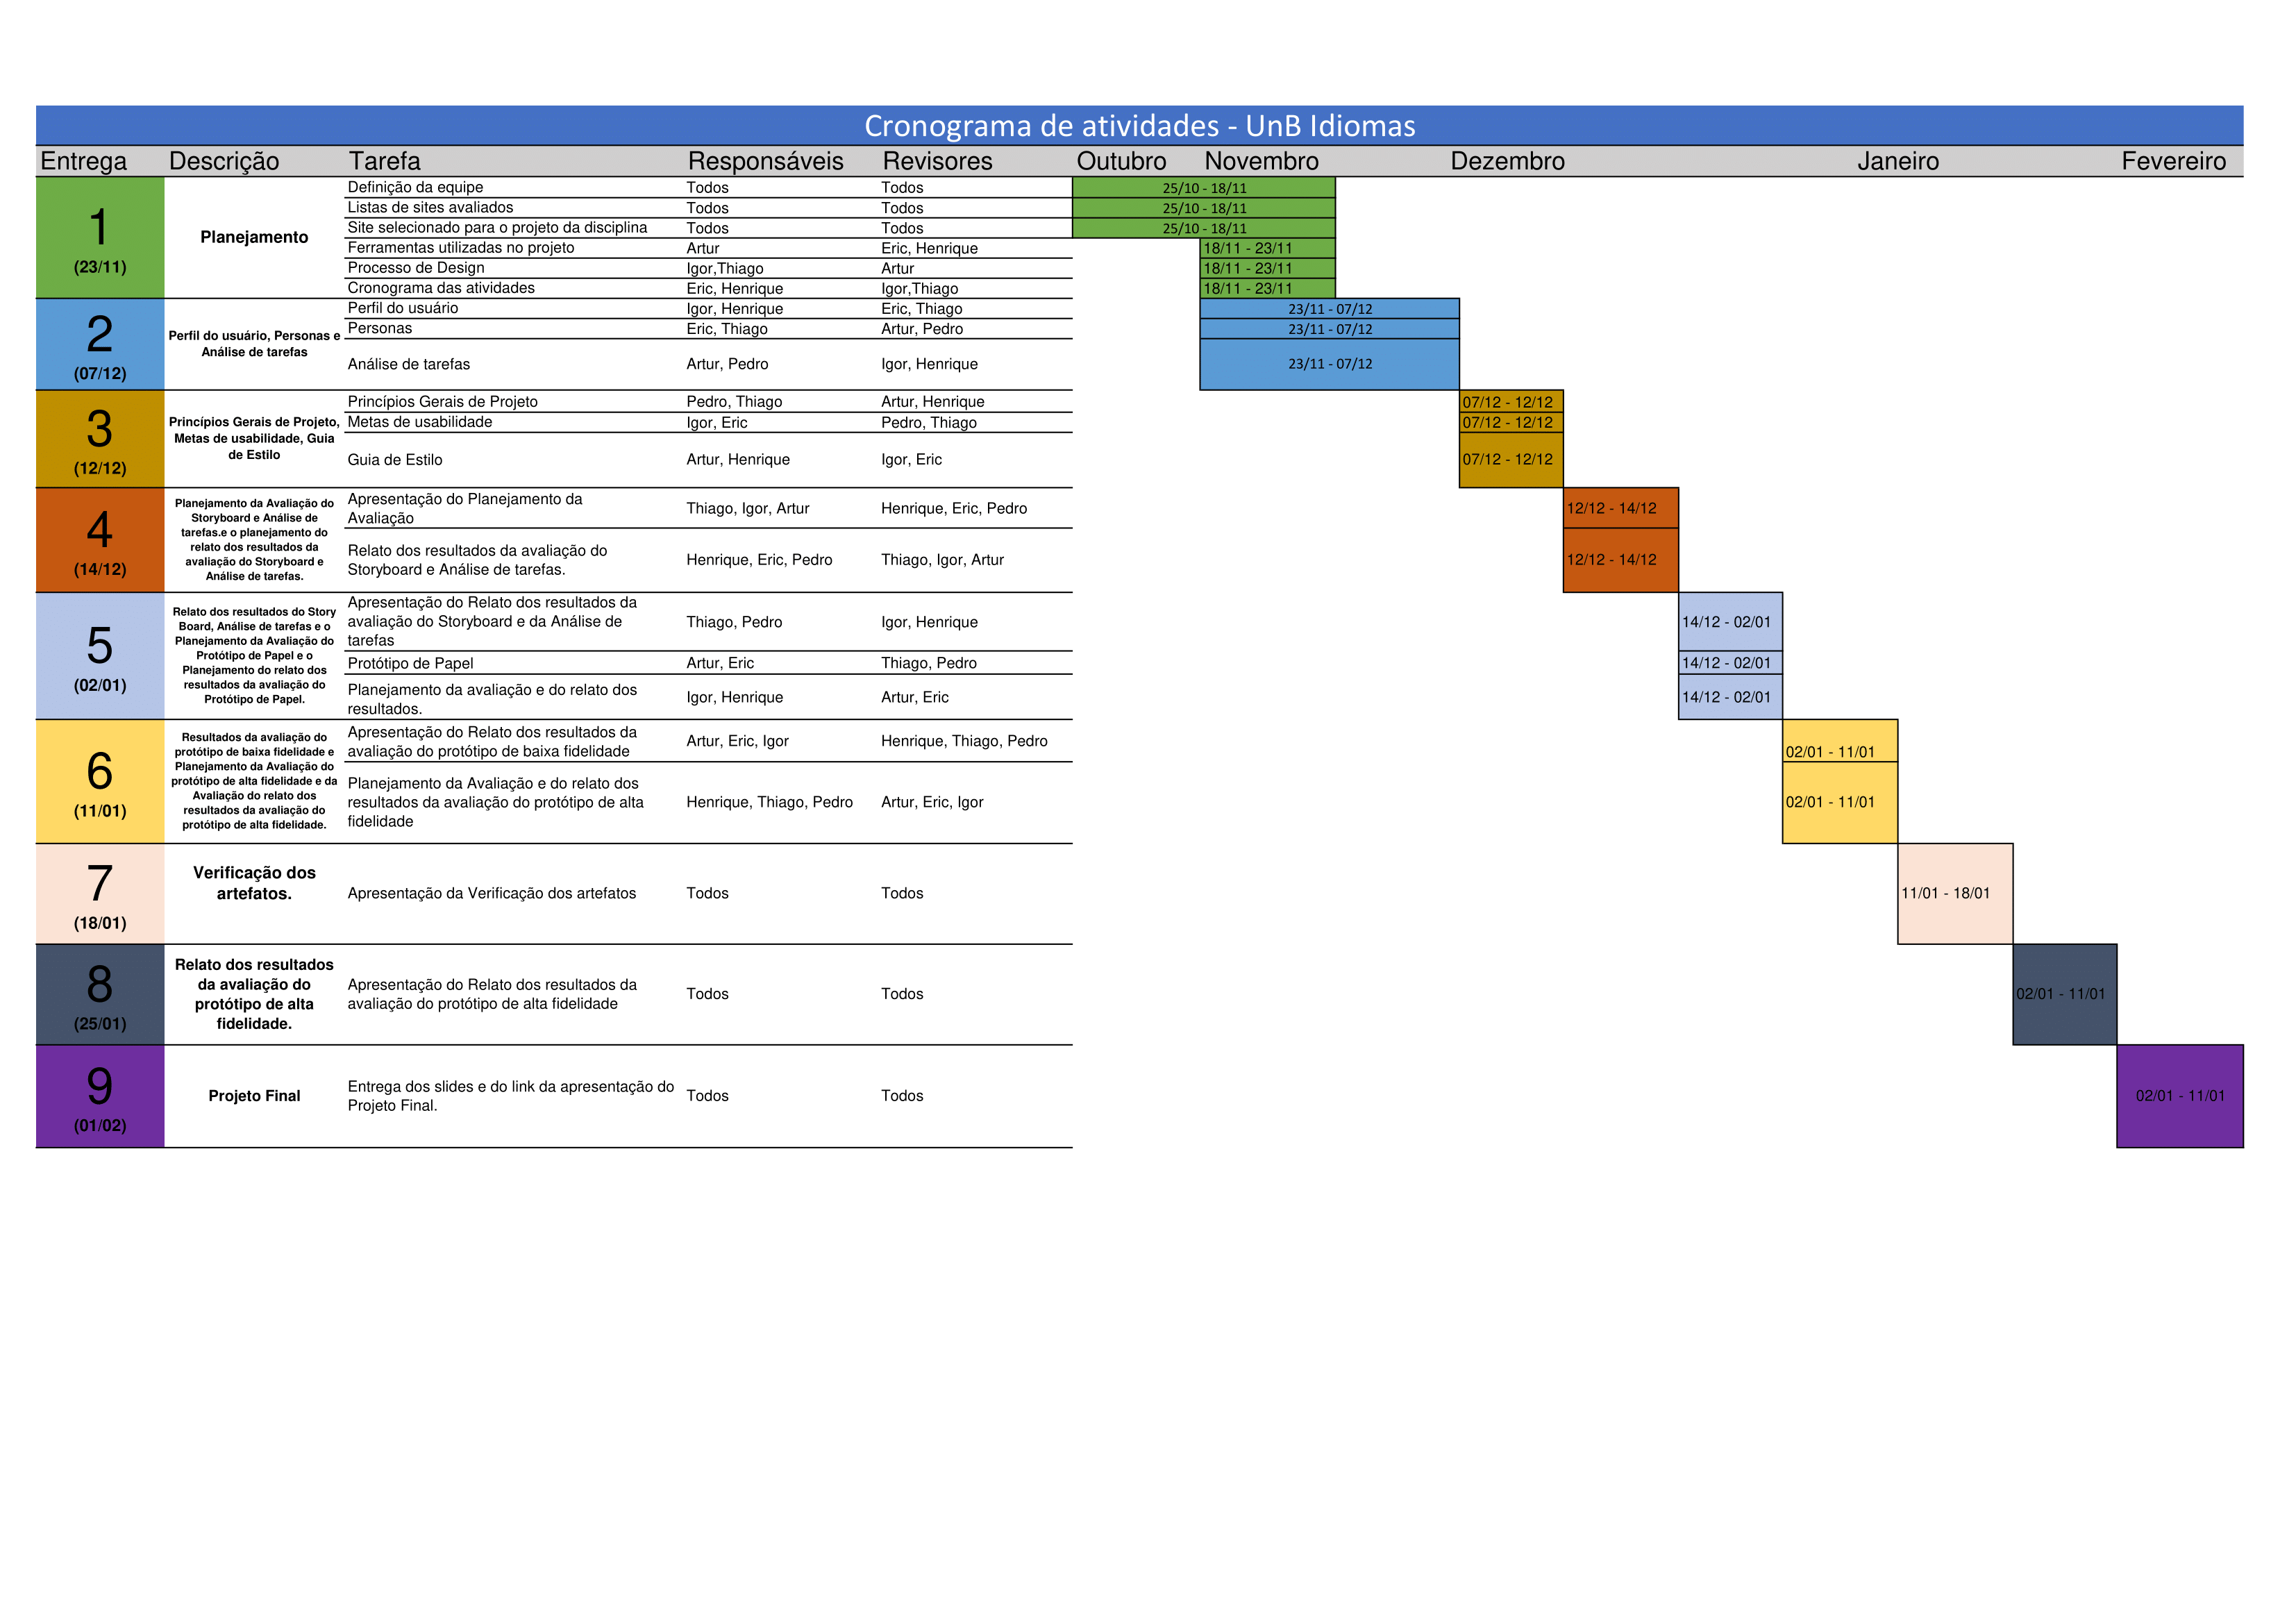 Cronograma de atividades - UnB Idiomas
Entrega Descrição Tarefa Responsáveis Revisores Outubro Novembro Dezembro Janeiro Fevereiro
1
(23/11)
Planejamento
Definição da equipe Todos Todos 25/10 - 18/11
Listas de sites avaliados Todos Todos 25/10 - 18/11
Site selecionado para o projeto da disciplina Todos Todos 25/10 - 18/11
Ferramentas utilizadas no projeto Artur Eric, Henrique 18/11 - 23/11
Processo de Design Igor,Thiago Artur 18/11 - 23/11
Cronograma das atividades Eric, Henrique Igor,Thiago 18/11 - 23/11
2
(07/12)
Perfil do usuário, Personas e
Análise de tarefas
Perfil do usuário Igor, Henrique Eric, Thiago 23/11 - 07/12
Personas Eric, Thiago Artur, Pedro 23/11 - 07/12
Análise de tarefas Artur, Pedro Igor, Henrique 23/11 - 07/12
3
(12/12)
Princípios Gerais de Projeto,
Metas de usabilidade, Guia
de Estilo
Princípios Gerais de Projeto Pedro, Thiago Artur, Henrique 07/12 - 12/12
Metas de usabilidade Igor, Eric Pedro, Thiago 07/12 - 12/12
Guia de Estilo Artur, Henrique Igor, Eric 07/12 - 12/12
4
(14/12)
Planejamento da Avaliação do
Storyboard e Análise de
tarefas.e o planejamento do
relato dos resultados da
avaliação do Storyboard e
Análise de tarefas.
Apresentação do Planejamento da
Avaliação
Thiago, Igor, Artur Henrique, Eric, Pedro 12/12 - 14/12
Relato dos resultados da avaliação do
Storyboard e Análise de tarefas.
Henrique, Eric, Pedro Thiago, Igor, Artur 12/12 - 14/12
5
(02/01)
Relato dos resultados do Story
Board, Análise de tarefas e o
Planejamento da Avaliação do
Protótipo de Papel e o
Planejamento do relato dos
resultados da avaliação do
Protótipo de Papel.
Apresentação do Relato dos resultados da
avaliação do Storyboard e da Análise de
tarefas
Thiago, Pedro Igor, Henrique 14/12 - 02/01
Protótipo de Papel Artur, Eric Thiago, Pedro 14/12 - 02/01
Planejamento da avaliação e do relato dos
resultados.
Igor, Henrique Artur, Eric 14/12 - 02/01
6
(11/01)
Resultados da avaliação do
protótipo de baixa fidelidade e
Planejamento da Avaliação do
protótipo de alta fidelidade e da
Avaliação do relato dos
resultados da avaliação do
protótipo de alta fidelidade.
Apresentação do Relato dos resultados da
avaliação do protótipo de baixa fidelidade
Artur, Eric, Igor Henrique, Thiago, Pedro 02/01 - 11/01
Planejamento da Avaliação e do relato dos
resultados da avaliação do protótipo de alta
fidelidade
Henrique, Thiago, Pedro Artur, Eric, Igor 02/01 - 11/01
7
(18/01)
Verificação dos
artefatos.
Apresentação da Verificação dos artefatos Todos Todos 11/01 - 18/01
8
(25/01)
Relato dos resultados
da avaliação do
protótipo de alta
fidelidade.
Apresentação do Relato dos resultados da
avaliação do protótipo de alta fidelidade
Todos Todos 02/01 - 11/01
9
(01/02)
Projeto Final
Entrega dos slides e do link da apresentação do
Projeto Final.
Todos Todos 02/01 - 11/01